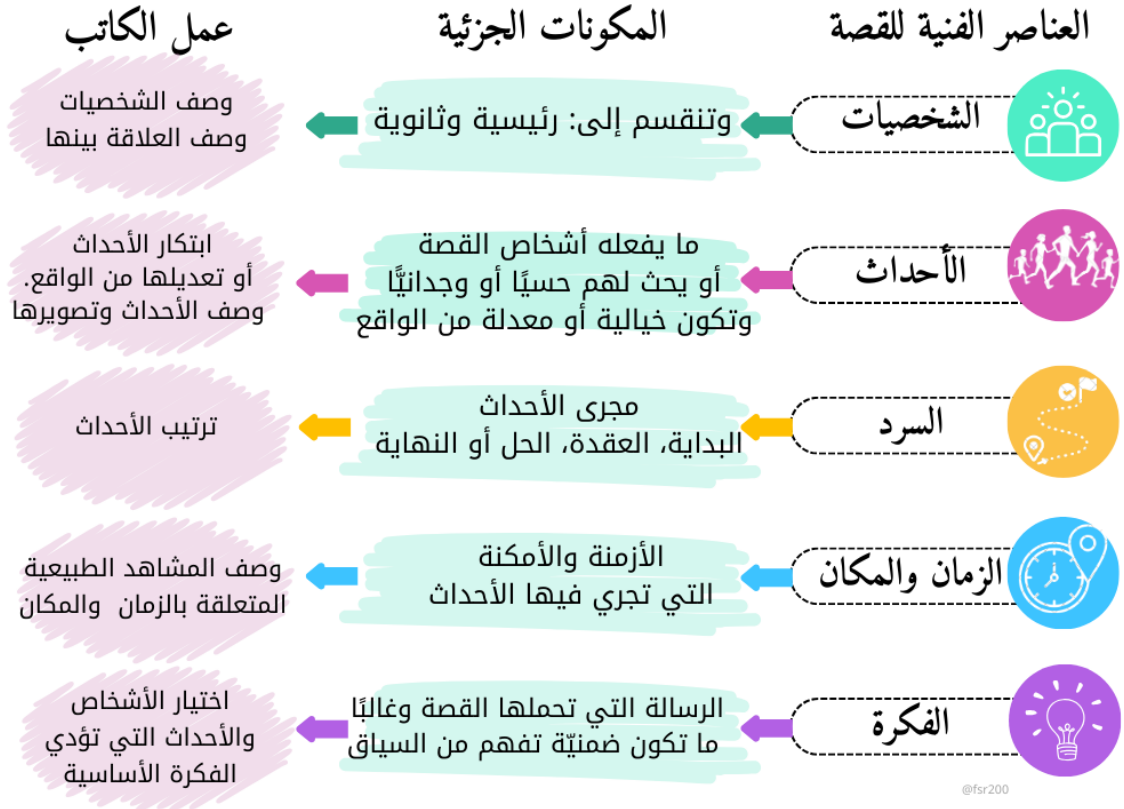 العناصر الفنية للقصة
المكونات الجزئية
عمل الكاتب
الشخصيات
وتنقسم إلى: رئيسية وثانوية
وصف الشخصيات
وصف العلاقة بينها
الأحداث
ما يفعله أشخاص القصة
أو يحث لهم حسيًا أو وجدانيًّا
وتكون خيالية أو معدلة من الواقع
ابتكار الأحداث
أو تعديلها من الواقع.
وصف الأحداث وتصويرها
السرد
مجرى الأحداث
البداية، العقدة، الحل أو النهاية
ترتيب الأحداث
الزمان والمكان
الأزمنة والأمكنة
التي تجري فيها الأحداث
وصف المشاهد الطبيعية
المتعلقة بالزمان والمكان
الفكرة
الرسالة التي تحملها القصة وغالبًا
ما تكون ضمنيّة تفهم من السياق
اختيار الأشخاص
والأحداث التي تؤدي
الفكرة الأساسية
@fsr200